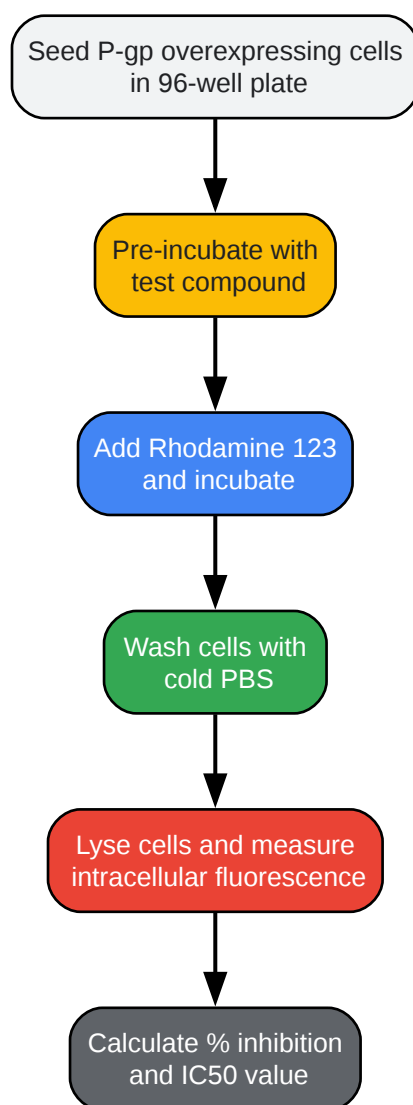 Seed P-gp overexpressing cells
in 96-well plate
Pre-incubate with
test compound
Add Rhodamine 123
and incubate
Wash cells with
cold PBS
Lyse cells and measure
intracellular fluorescence
Calculate % inhibition
and IC50 value